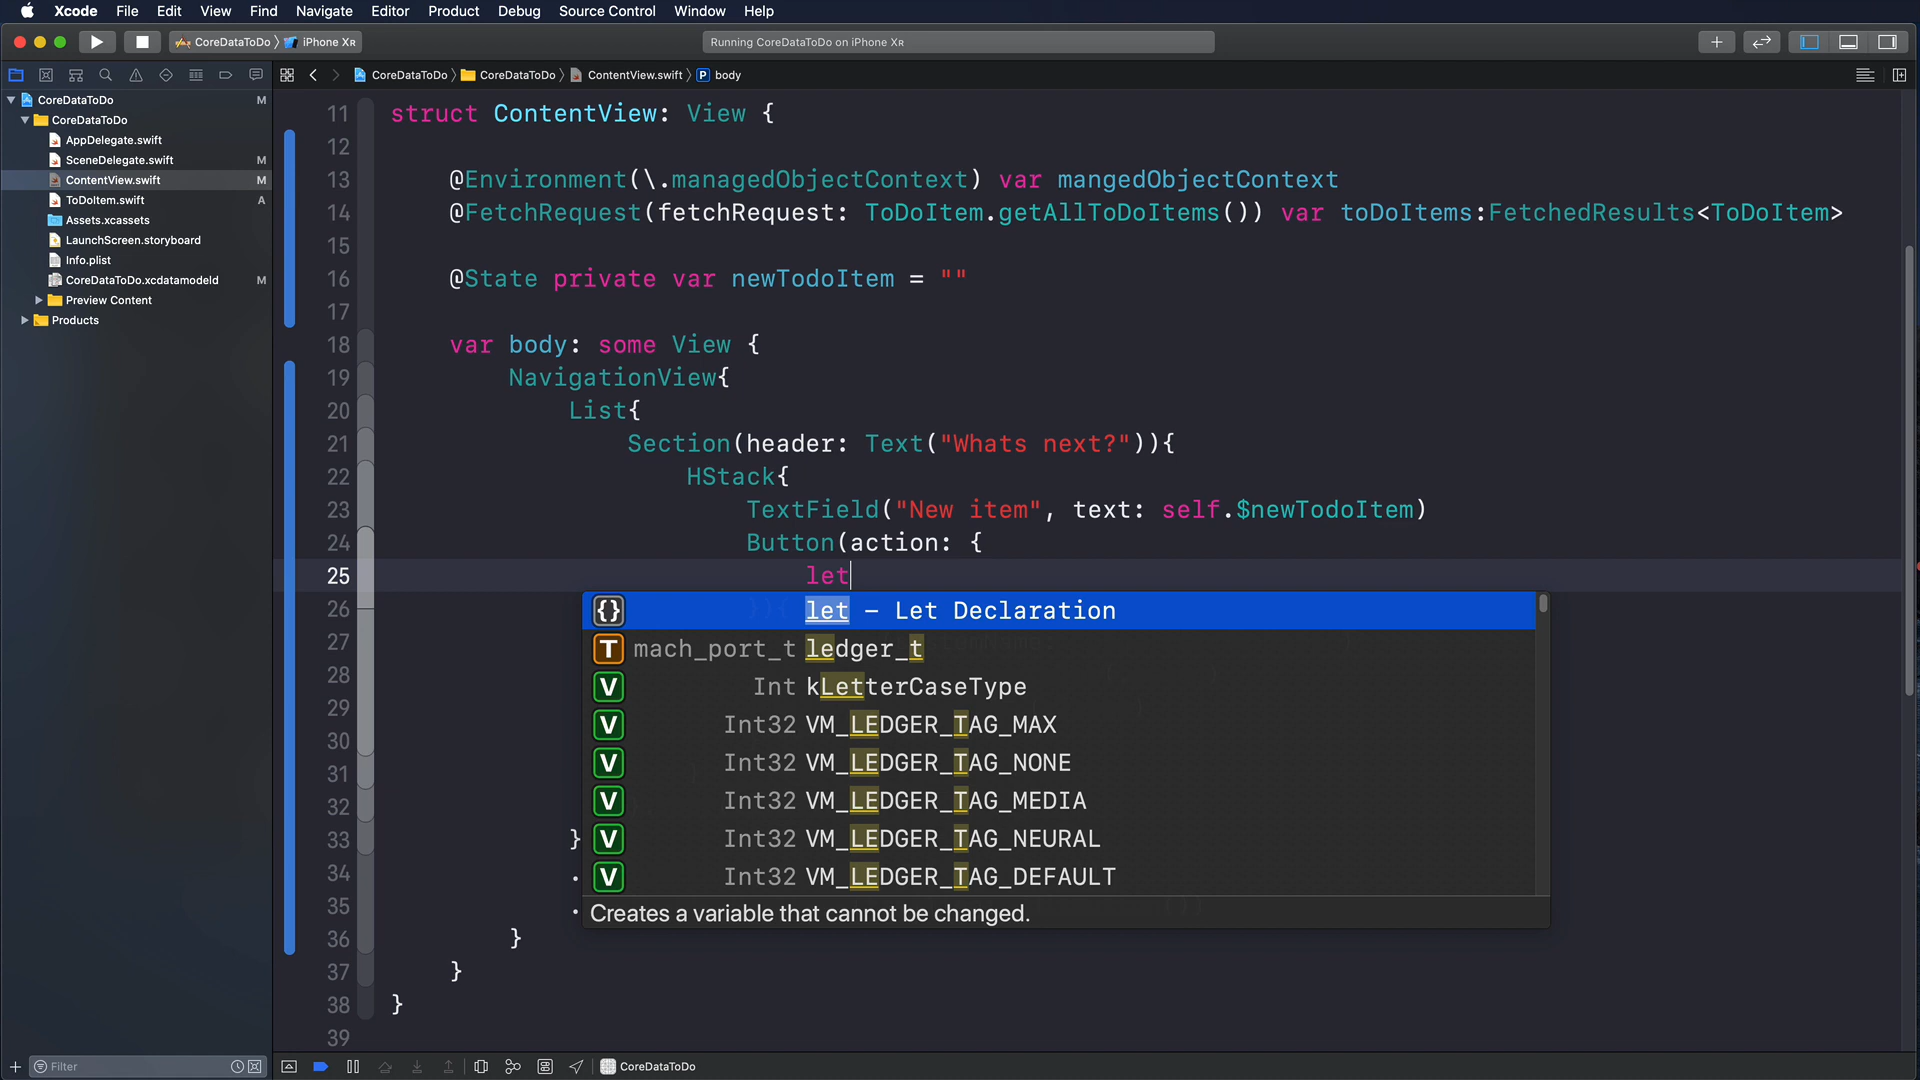 Xcode File Edit View Find Navigate Editor Product Debug Source Control Window Help
CoreDataToDo iPhone XR
Running CoreDataToDo on iPhone XR
CoreDataToDo CoreDataToDo ContentView.swift P body
CoreDataToDo M
CoreDataToDo
AppDelegate.swift
SceneDelegate.swift M
ContentView.swift M
ToDoItem.swift A
Assets.xcassets
LaunchScreen.storyboard
Info.plist
CoreDataToDo.xcdatamodeld M
Preview Content
Products
11 struct ContentView: View {
12
13 @Environment(\.managedObjectContext) var mangedObjectContext
14 @FetchRequest(fetchRequest: ToDoItem.getAllToDoItems()) var toDoItems:FetchedResults<ToDoItem>
15
16 @State private var newTodoItem = ""
17
18 var body: some View {
19 NavigationView{
20 List{
21 Section(header: Text("Whats next?")){
22 HStack{
23 TextField("New item", text: self.$newTodoItem)
24 Button(action: {
25 let
26
27
28
29
30
31
32
33 }
34 .
35 .
36 }
37 }
38 }
39
{} let – Let Declaration
T mach_port_t ledger_t
V Int kLetterCaseType
V Int32 VM_LEDGER_TAG_MAX
V Int32 VM_LEDGER_TAG_NONE
V Int32 VM_LEDGER_TAG_MEDIA
V Int32 VM_LEDGER_TAG_NEURAL
V Int32 VM_LEDGER_TAG_DEFAULT
Creates a variable that cannot be changed.
Filter
CoreDataToDo